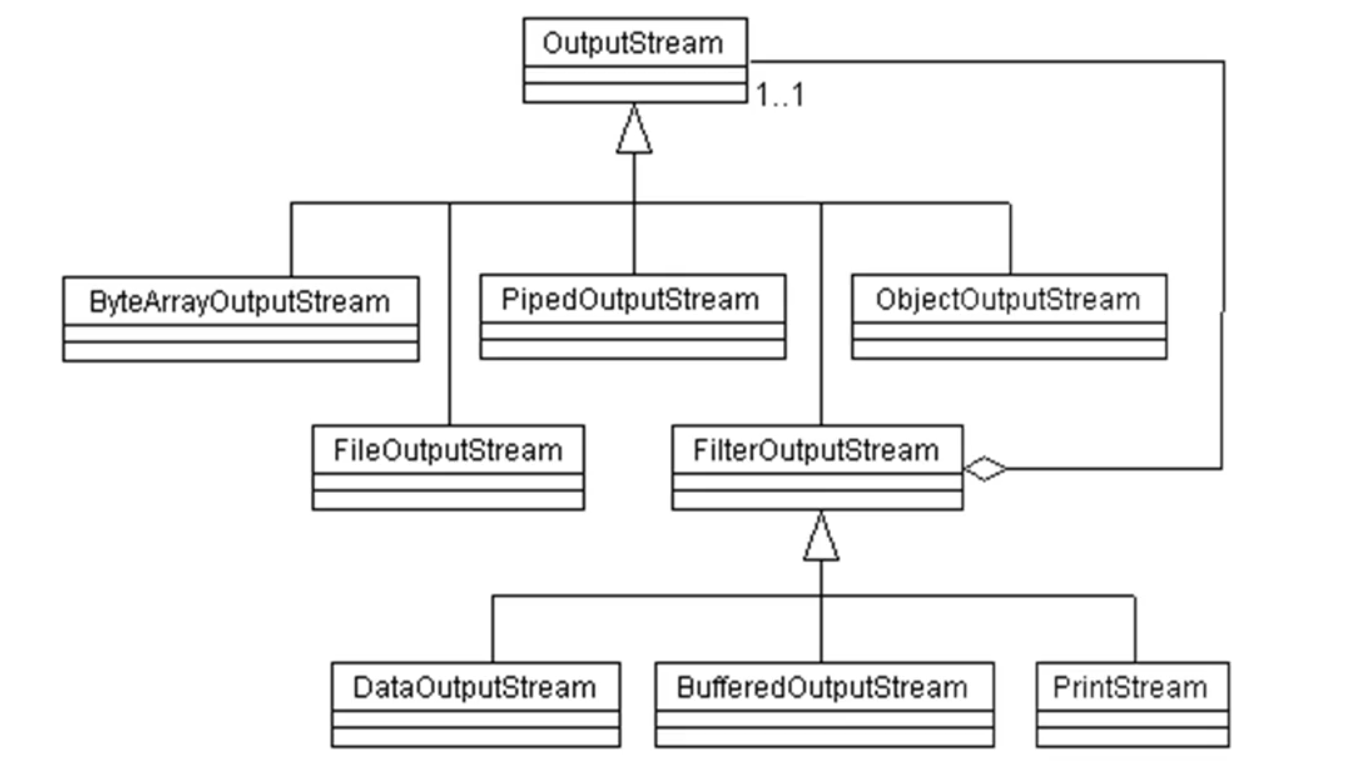 OutputStream
1..1
ByteArrayOutputStream
PipedOutputStream
ObjectOutputStream
FileOutputStream
FilterOutputStream
DataOutputStream
BufferedOutputStream
PrintStream